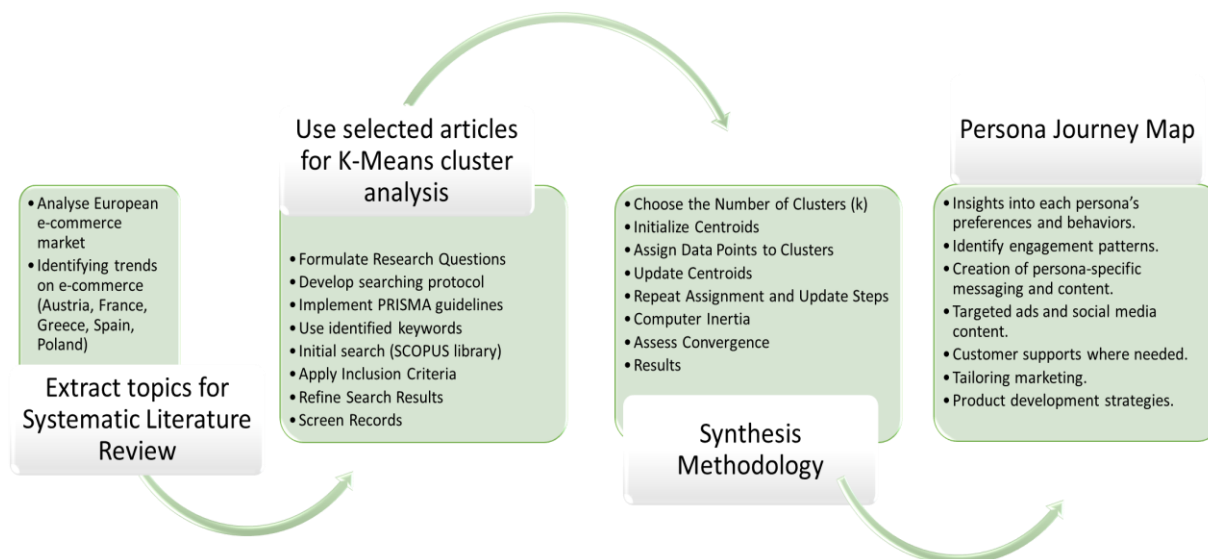 • Analyse European
e-commerce
market
• Identifying trends
on e-commerce
(Austria, France,
Greece, Spain,
Poland)
Extract topics for
Systematic Literature
Review
Use selected articles
for K-Means cluster
analysis
• Formulate Research Questions
• Develop searching protocol
• Implement PRISMA guidelines
• Use identified keywords
• Initial search (SCOPUS library)
• Apply Inclusion Criteria
• Refine Search Results
• Screen Records
• Choose the Number of Clusters (k)
• Initialize Centroids
• Assign Data Points to Clusters
• Update Centroids
• Repeat Assignment and Update Steps
• Computer Inertia
• Assess Convergence
• Results
Synthesis
Methodology
Persona Journey Map
• Insights into each persona's
preferences and behaviors.
• Identify engagement patterns.
• Creation of persona-specific
messaging and content.
• Targeted ads and social media
content.
• Customer supports where needed.
• Tailoring marketing.
• Product development strategies.